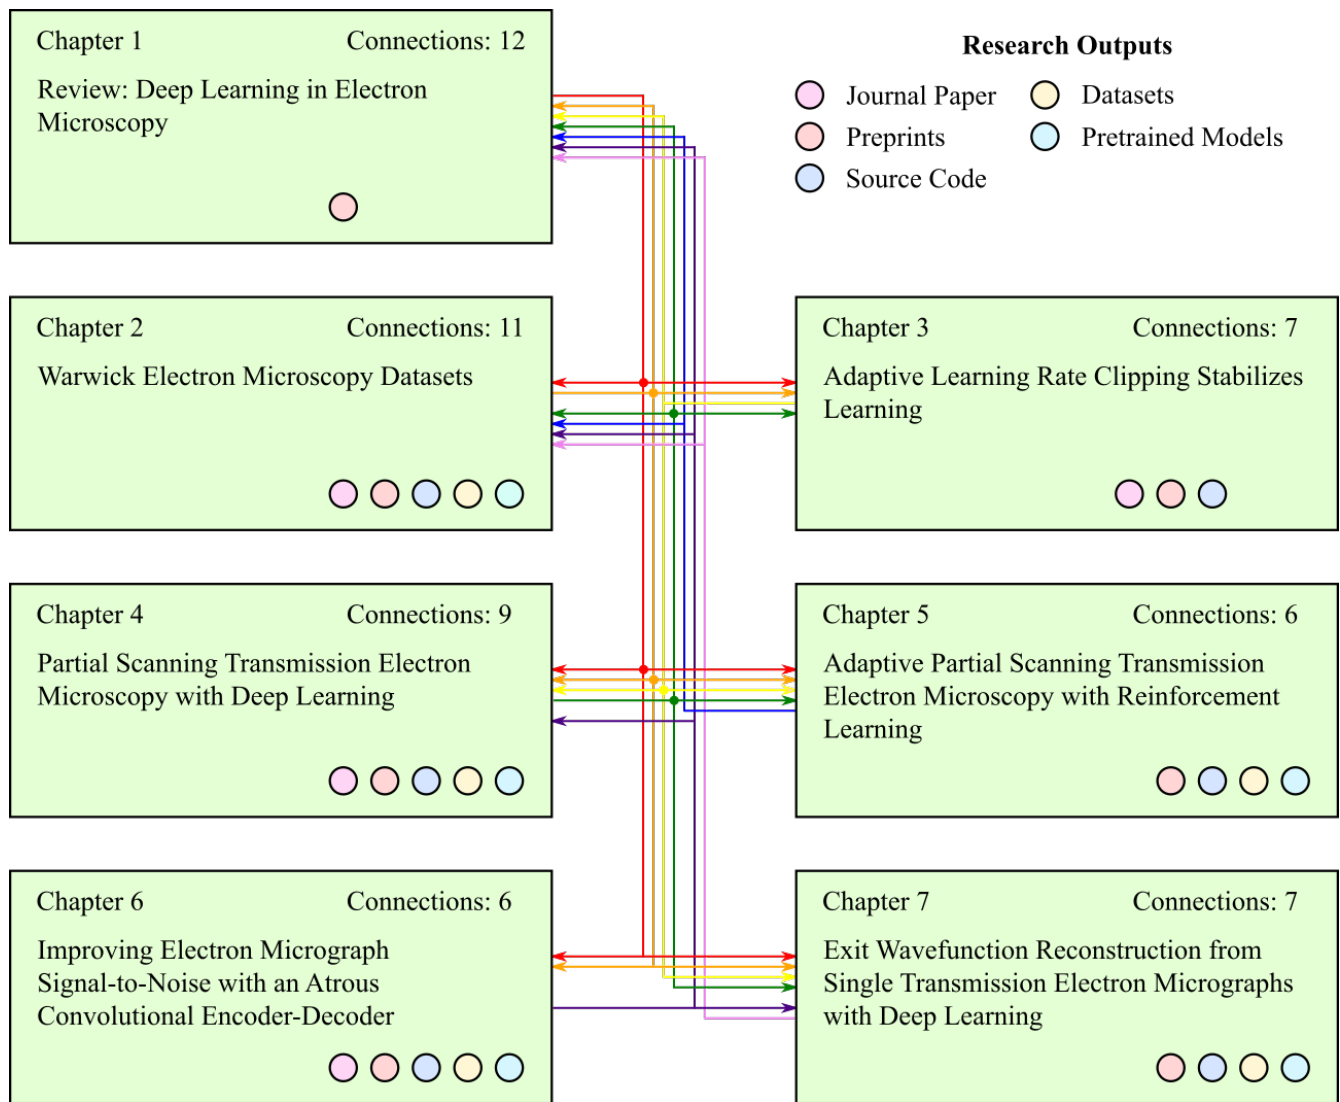 Chapter 1 Connections: 12
Review: Deep Learning in Electron
Microscopy
Research Outputs
Journal Paper Datasets
Preprints Pretrained Models
Source Code
Chapter 2 Connections: 11
Warwick Electron Microscopy Datasets
Chapter 3 Connections: 7
Adaptive Learning Rate Clipping Stabilizes
Learning
Chapter 4 Connections: 9
Partial Scanning Transmission Electron
Microscopy with Deep Learning
Chapter 5 Connections: 6
Adaptive Partial Scanning Transmission
Electron Microscopy with Reinforcement
Learning
Chapter 6 Connections: 6
Improving Electron Micrograph
Signal-to-Noise with an Atrous
Convolutional Encoder-Decoder
Chapter 7 Connections: 7
Exit Wavefunction Reconstruction from
Single Transmission Electron Micrographs
with Deep Learning